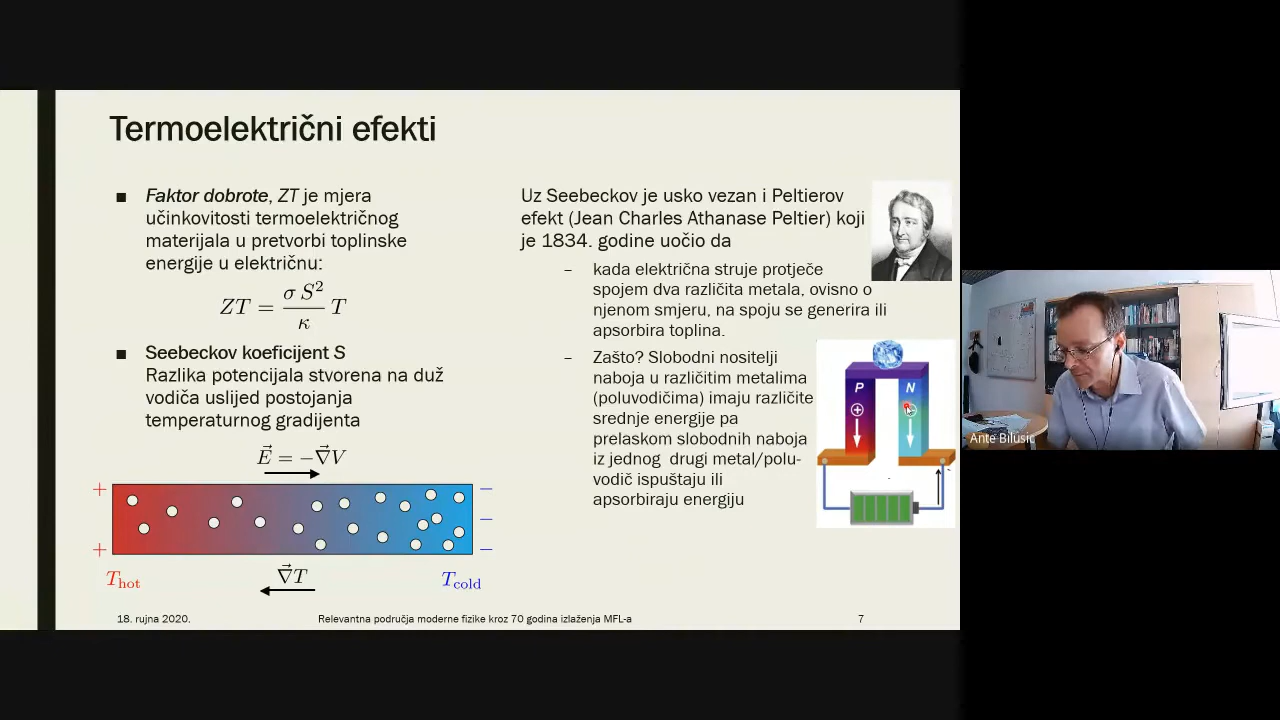 Termoelektrični efekti
■ Faktor dobrote, ZT je mjera
učinkovitosti termoelektričnog
materijala u pretvorbi toplinske
energije u električnu:
ZT = σ S² / κ T
■ Seebeckov koeficijent S
Razlika potencijala stvorena na duž
vodiča uslijed postojanja
temperaturnog gradijenta
E⃗ = −∇⃗V
+ −
−
+ −
T_hot ∇⃗T T_cold
Uz Seebeckov je usko vezan i Peltierov
efekt (Jean Charles Athanase Peltier) koji
je 1834. godine uočio da
– kada električna struje protječe
spojem dva različita metala, ovisno o
njenom smjeru, na spoju se generira ili
apsorbira toplina.
– Zašto? Slobodni nositelji
naboja u različitim metalima
(poluvodičima) imaju različite
srednje energije pa
prelaskom slobodnih naboja
iz jednog drugi metal/polu-
vodič ispuštaju ili
apsorbiraju energiju
P N
18. rujna 2020. Relevantna područja moderne fizike kroz 70 godina izlaženja MFL-a 7
Ante Bilusic